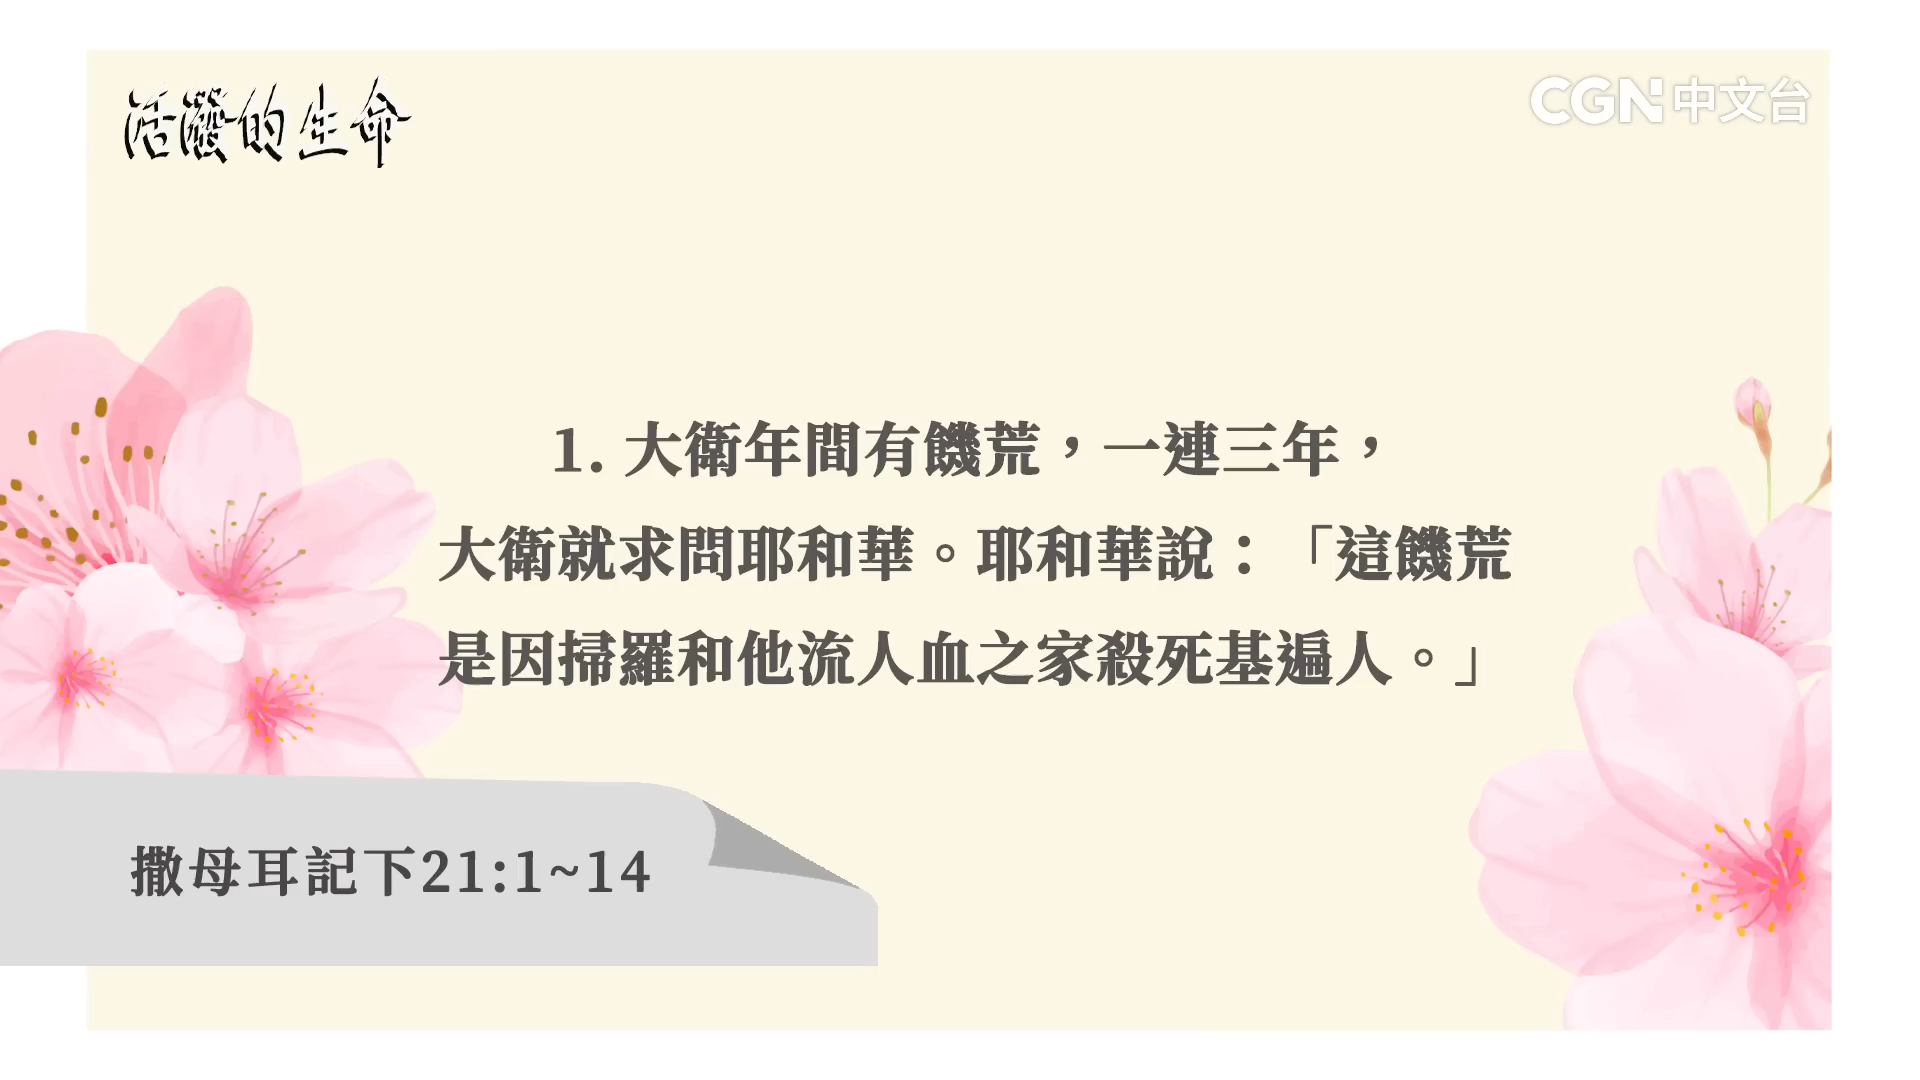 活潑的生命
CGN中文台
1. 大衛年間有饑荒，一連三年，
大衛就求問耶和華。耶和華說：「這饑荒
是因掃羅和他流人血之家殺死基遍人。」
撒母耳記下21:1~14